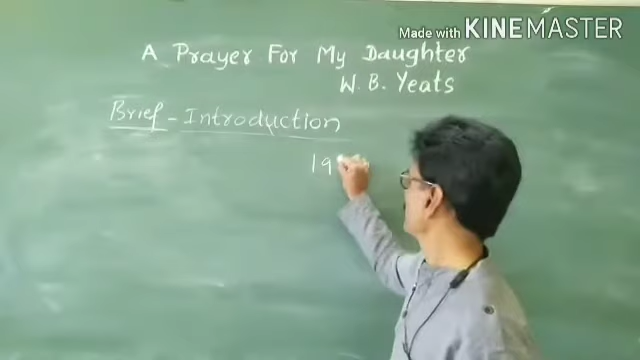 Made with KINEMASTER
A Prayer For My Daughter
W. B. Yeats
Brief - Introduction
19